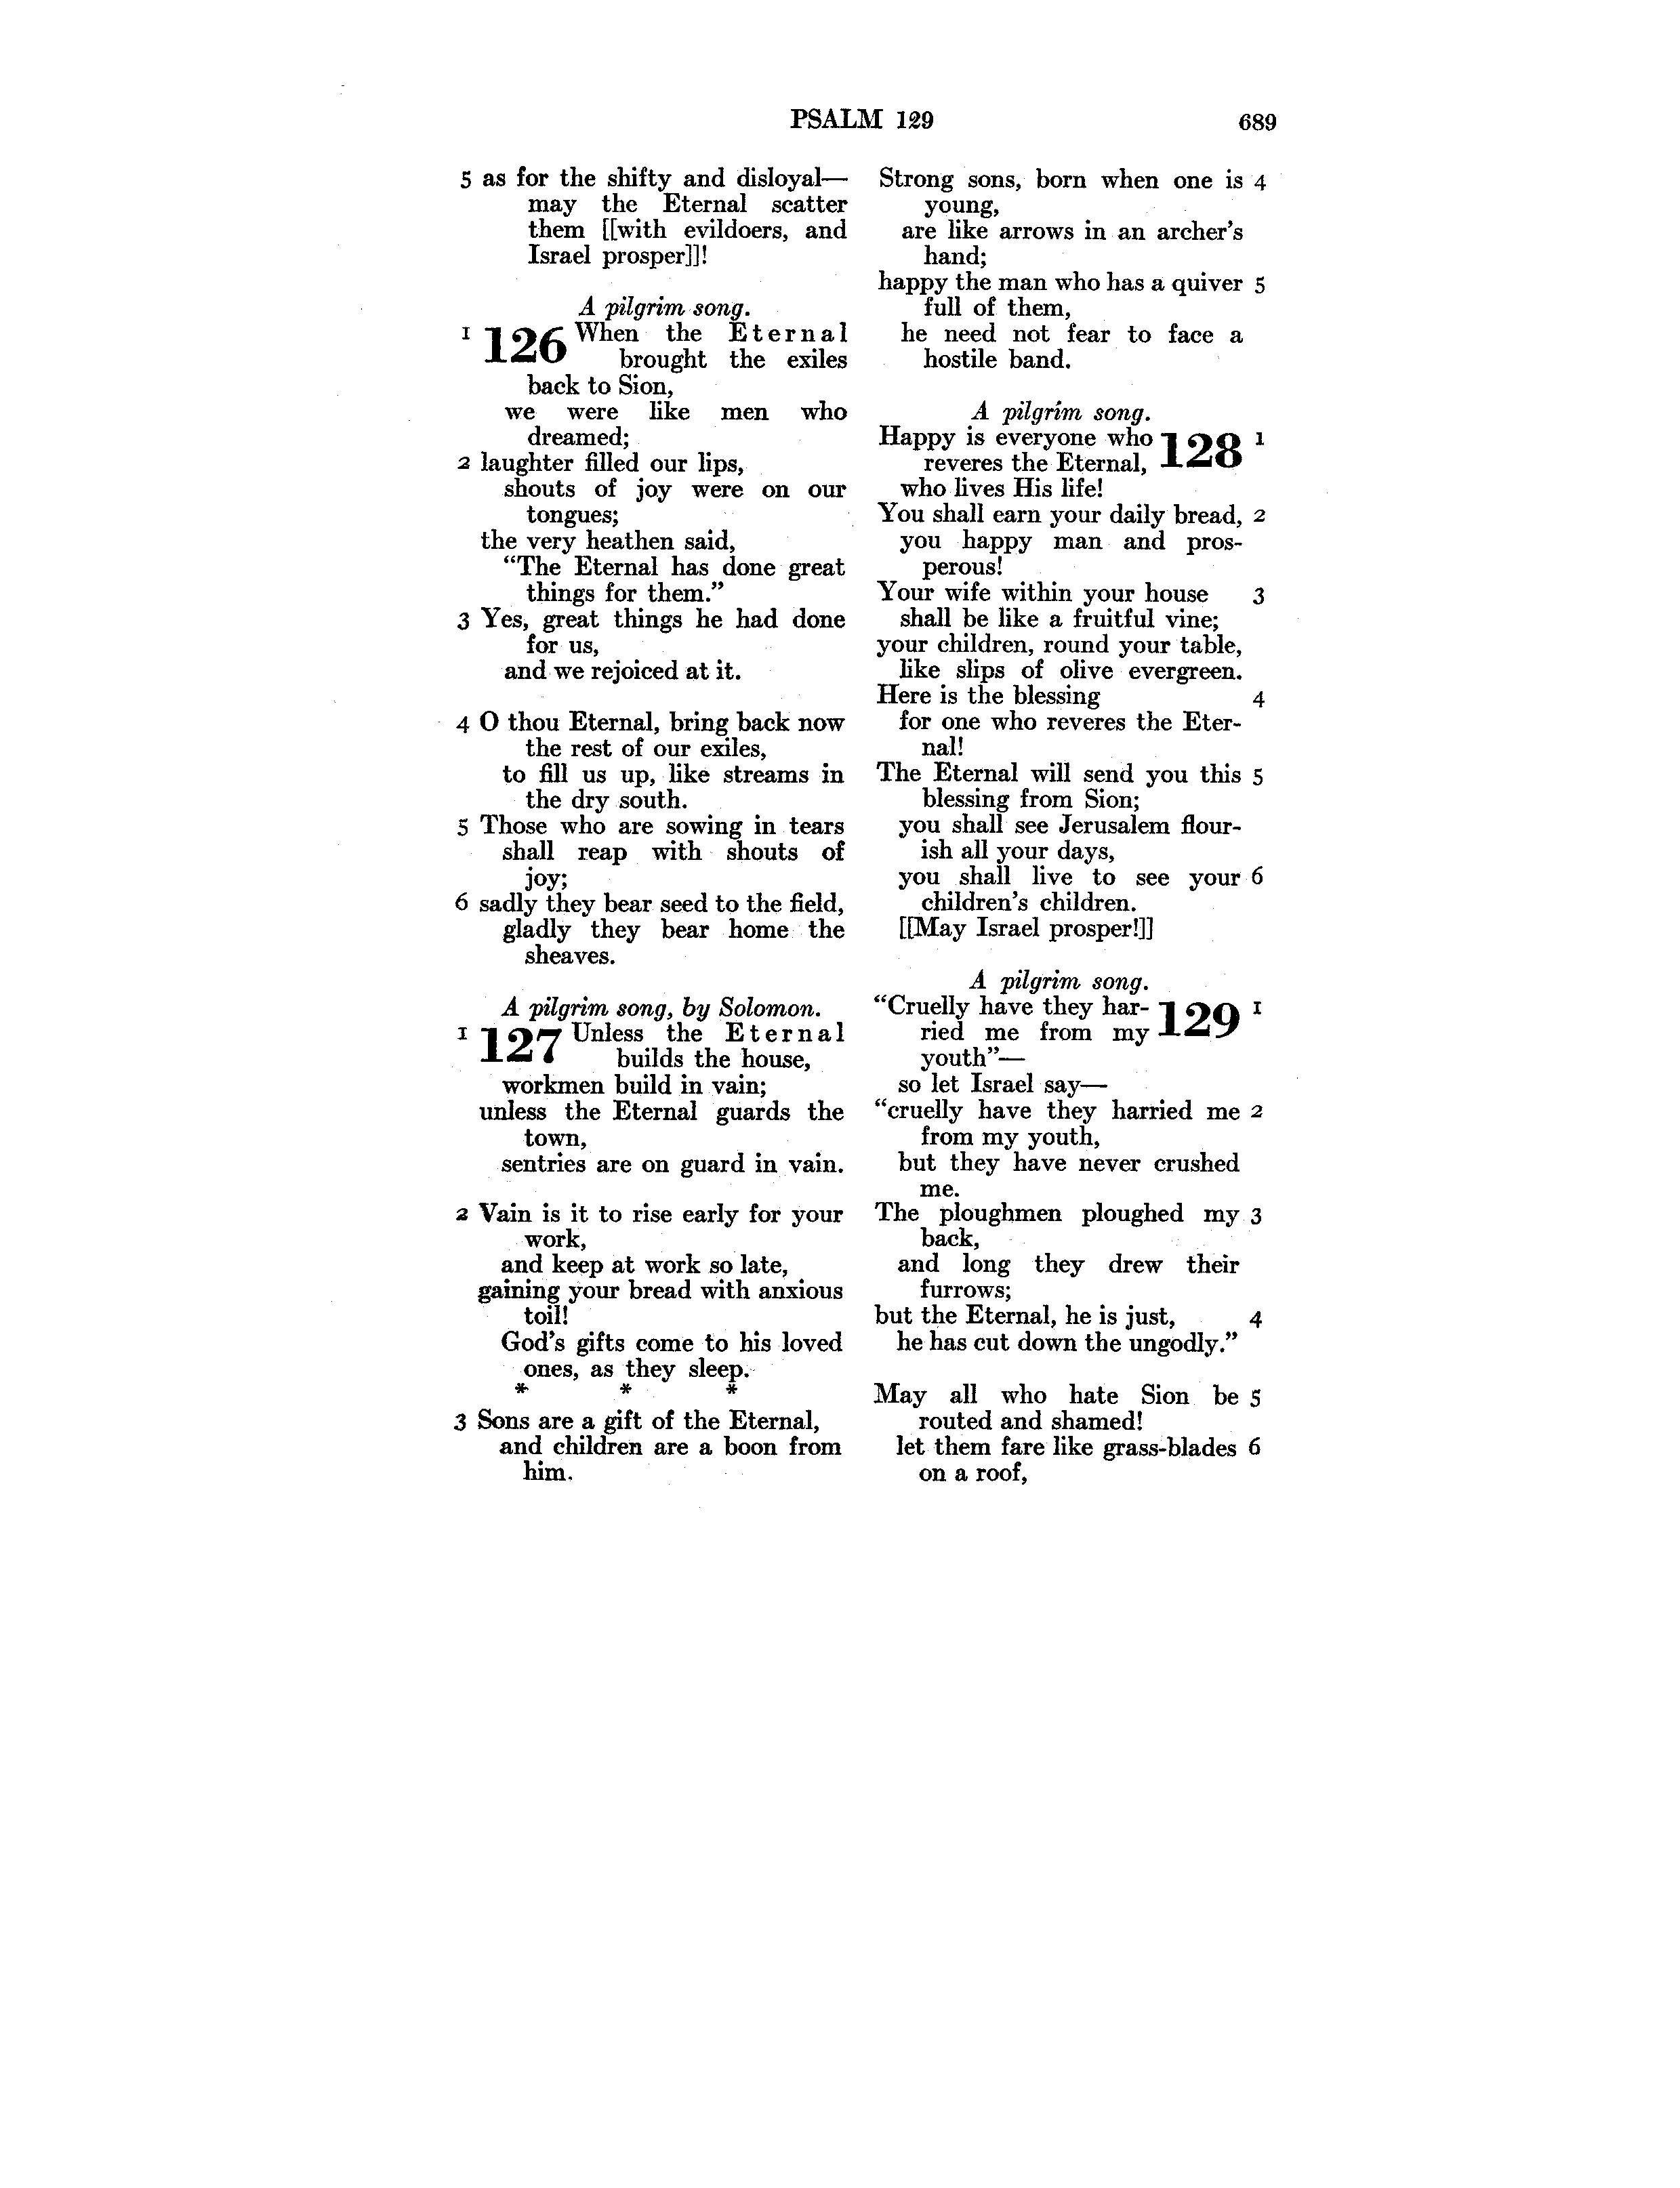 PSALM 129 689
5 as for the shifty and disloyal—
may the Eternal scatter
them [[with evildoers, and
Israel prosper]]!
A pilgrim song.
1 126 When the Eternal
brought the exiles
back to Sion,
we were like men who
dreamed;
2 laughter filled our lips,
shouts of joy were on our
tongues;
the very heathen said,
“The Eternal has done great
things for them.”
3 Yes, great things he had done
for us,
and we rejoiced at it.
4 O thou Eternal, bring back now
the rest of our exiles,
to fill us up, like streams in
the dry south.
5 Those who are sowing in tears
shall reap with shouts of
joy;
6 sadly they bear seed to the field,
gladly they bear home the
sheaves.
A pilgrim song, by Solomon.
1 127 Unless the Eternal
builds the house,
workmen build in vain;
unless the Eternal guards the
town,
sentries are on guard in vain.
2 Vain is it to rise early for your
work,
and keep at work so late,
gaining your bread with anxious
toil!
God’s gifts come to his loved
ones, as they sleep.
* * *
3 Sons are a gift of the Eternal,
and children are a boon from
him.
Strong sons, born when one is 4
young,
are like arrows in an archer’s
hand;
happy the man who has a quiver 5
full of them,
he need not fear to face a
hostile band.
A pilgrim song.
Happy is everyone who 128 1
reveres the Eternal,
who lives His life!
You shall earn your daily bread, 2
you happy man and pros-
perous!
Your wife within your house 3
shall be like a fruitful vine;
your children, round your table,
like slips of olive evergreen.
Here is the blessing 4
for one who reveres the Eter-
nal!
The Eternal will send you this 5
blessing from Sion;
you shall see Jerusalem flour-
ish all your days,
you shall live to see your 6
children’s children.
[[May Israel prosper!]]
A pilgrim song.
“Cruelly have they har- 129 1
ried me from my
youth”—
so let Israel say—
“cruelly have they harried me 2
from my youth,
but they have never crushed
me.
The ploughmen ploughed my 3
back,
and long they drew their
furrows;
but the Eternal, he is just, 4
he has cut down the ungodly.”
May all who hate Sion be 5
routed and shamed!
let them fare like grass-blades 6
on a roof,